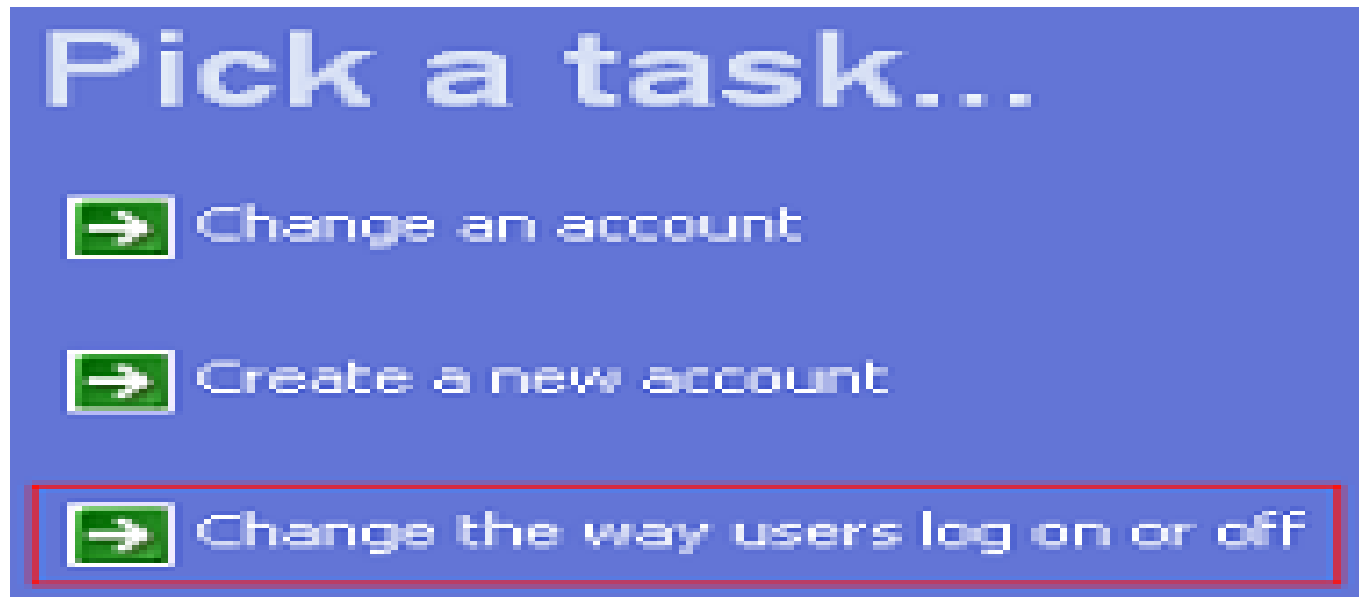 Pick a task...
Change an account
Create a new account
Change the way users log on or off